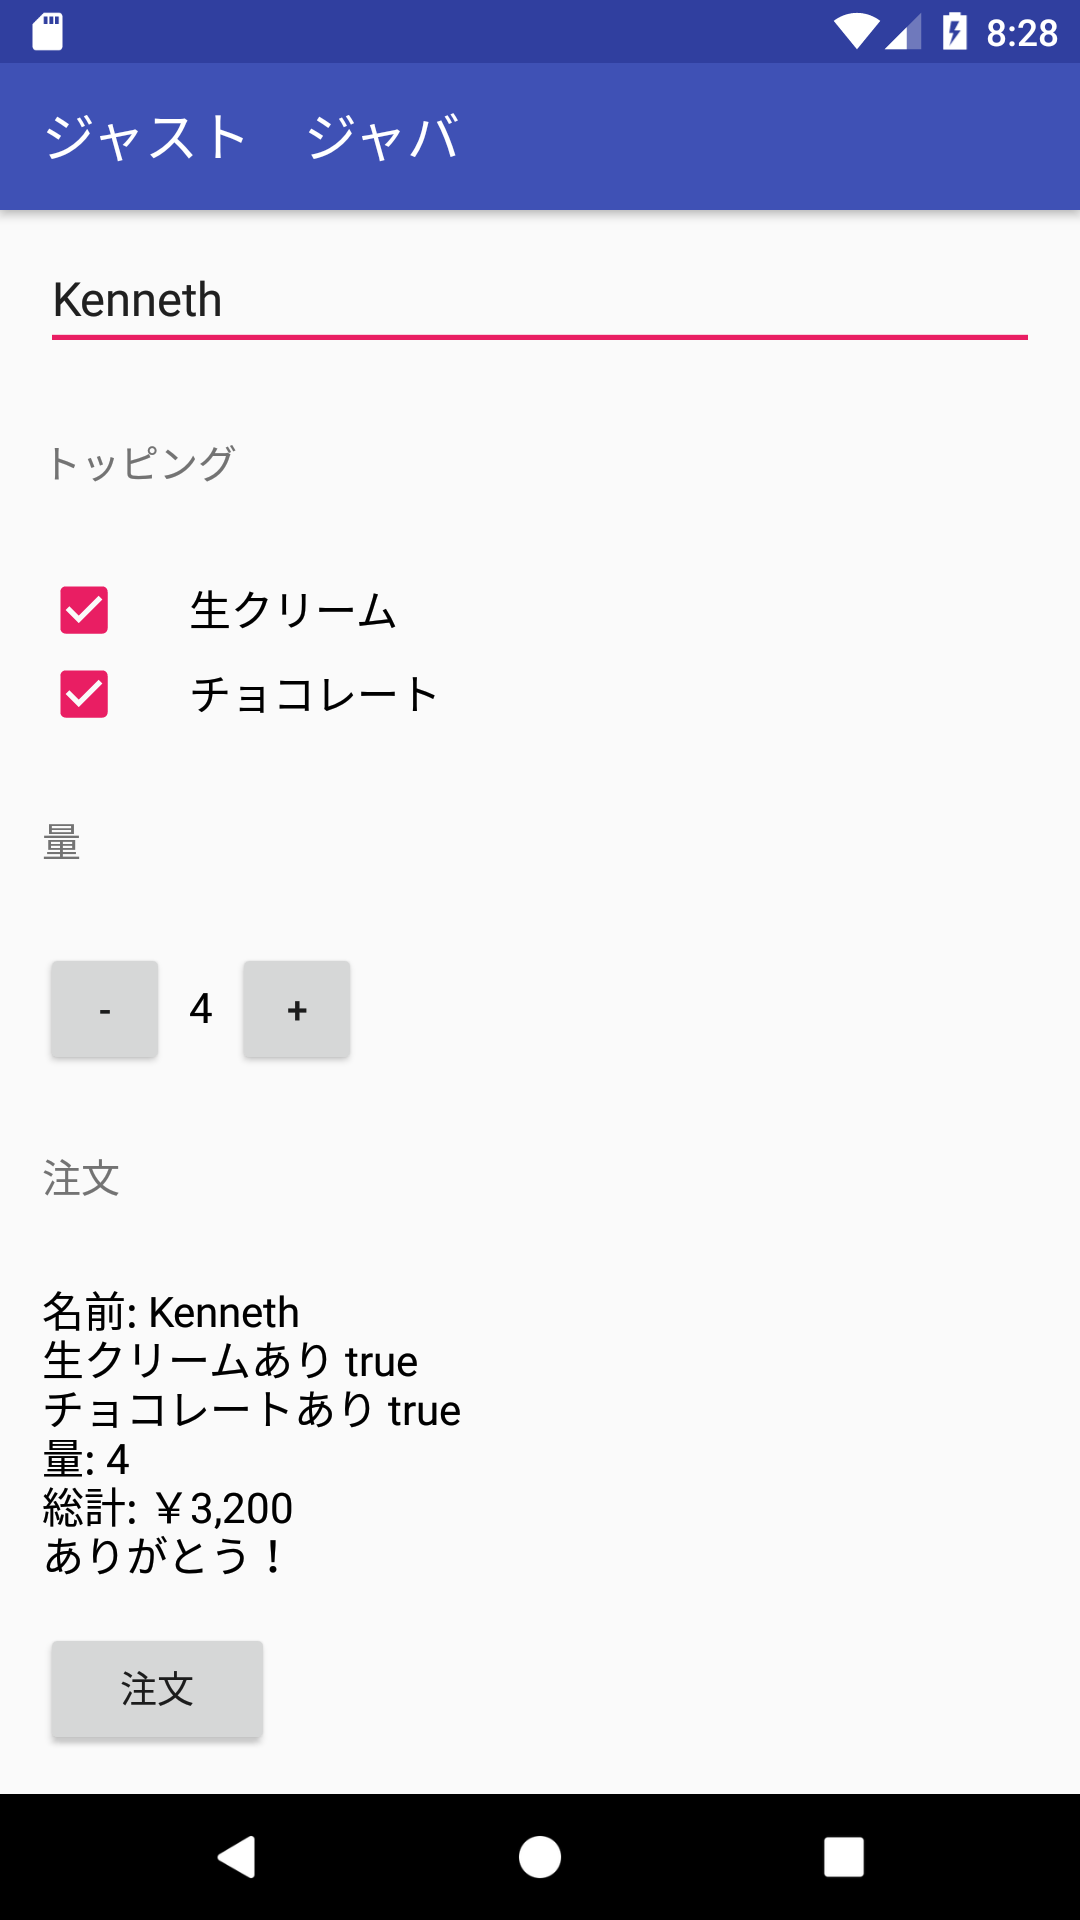 8:28
ジャスト　ジャバ
Kenneth
トッピング
生クリーム
チョコレート
量
- 4 +
注文
名前: Kenneth
生クリームあり true
チョコレートあり true
量: 4
総計: ￥3,200
ありがとう！
注文